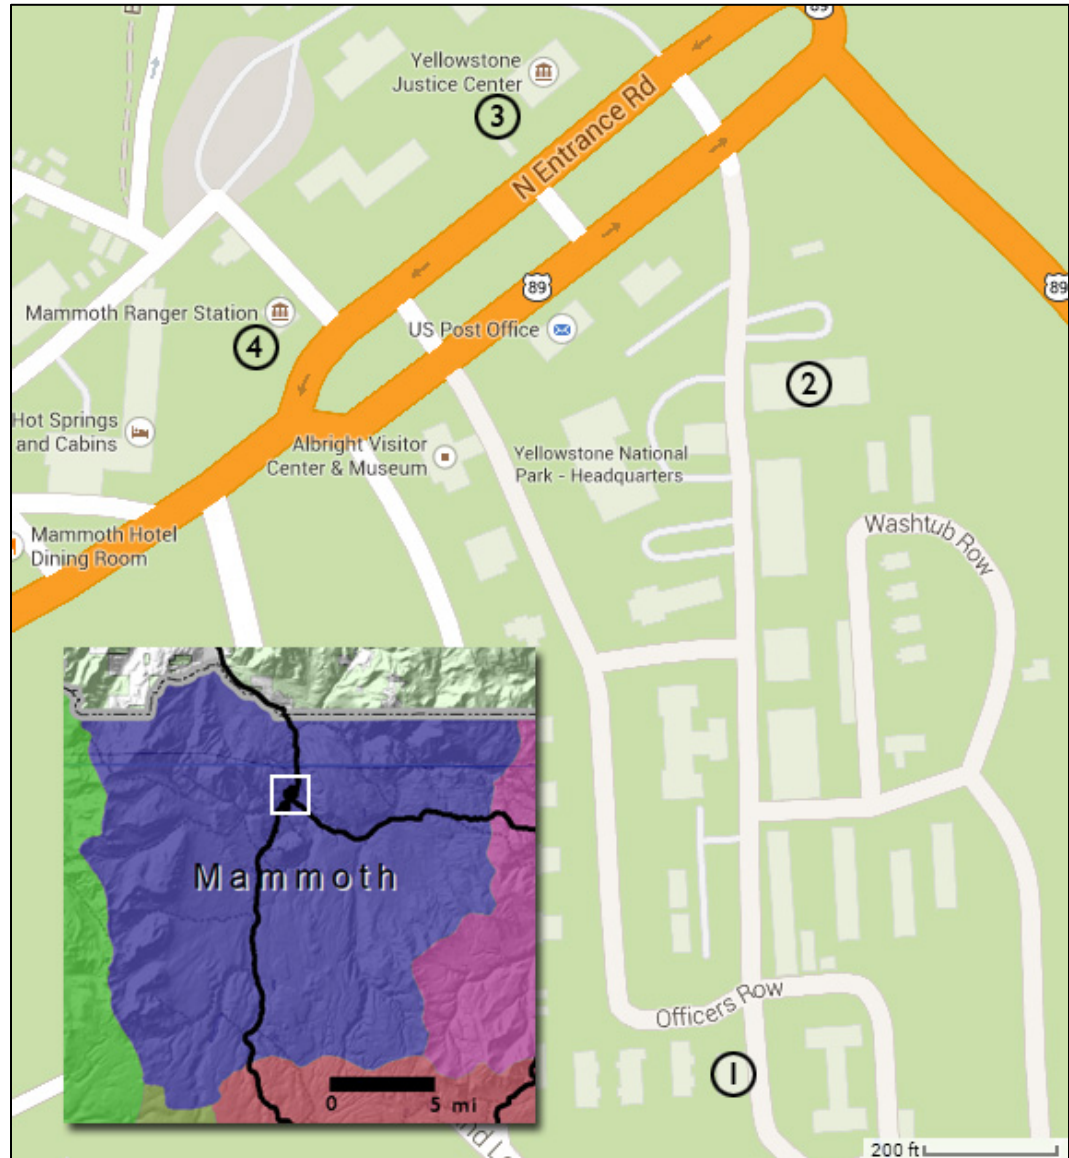 89
Yellowstone
Justice Center
3
N Entrance Rd
89
89
Mammoth Ranger Station
4
US Post Office
2
Hot Springs
and Cabins
Albright Visitor
Center & Museum
Yellowstone National
Park - Headquarters
Mammoth Hotel
Dining Room
Washtub Row
Mammoth
Officers Row
1
0 5 mi
200 ft